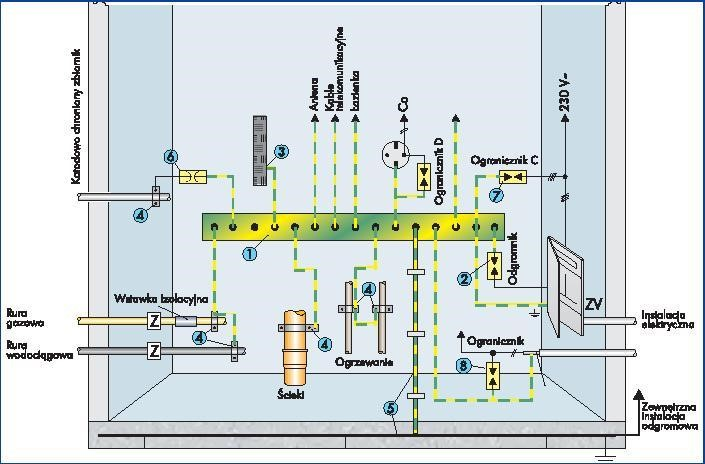 Katodowo chroniony zbiornik
Antena
Kable
telekomunikacyjne
Łazienka
Co
Ogranicznik D
Ogranicznik C
230 V~
6
3
4
7
1
2
Odgromnik
ZV
Wstawka izolacyjna
4
Rura
gazowa
Z
4
4
Rura
wodociągowa
Z
Ogrzewanie
Ogranicznik
8
Instalacja
elektryczna
Ścieki
5
Zewnętrzna
instalacja
odgromowa